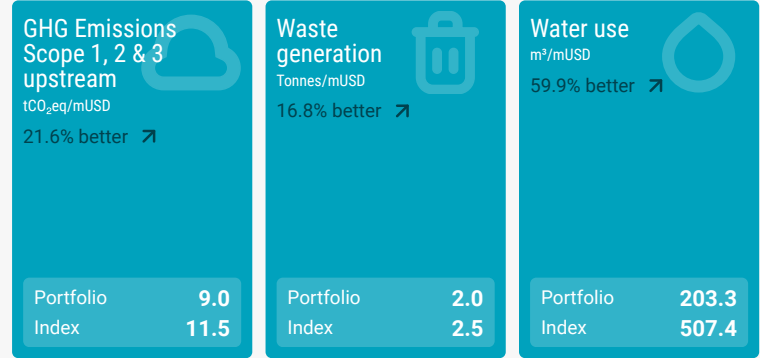 GHG Emissions
Scope 1, 2 & 3
upstream
tCO₂eq/mUSD
21.6% better
Portfolio 9.0
Index 11.5
Waste
generation
Tonnes/mUSD
16.8% better
Portfolio 2.0
Index 2.5
Water use
m³/mUSD
59.9% better
Portfolio 203.3
Index 507.4